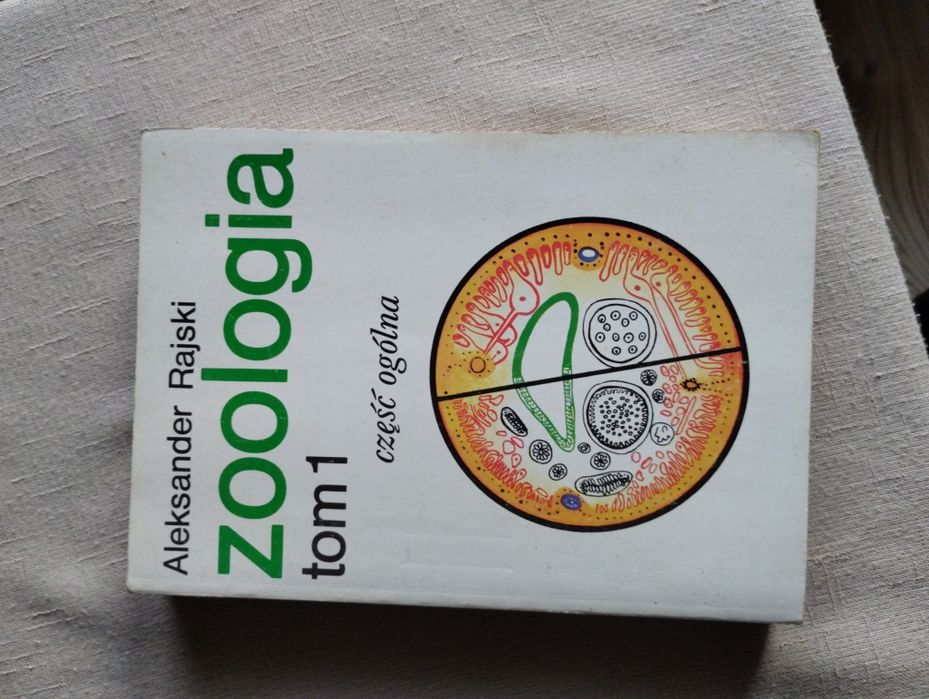 Aleksander Rajski
zoologia
tom 1
część ogólna